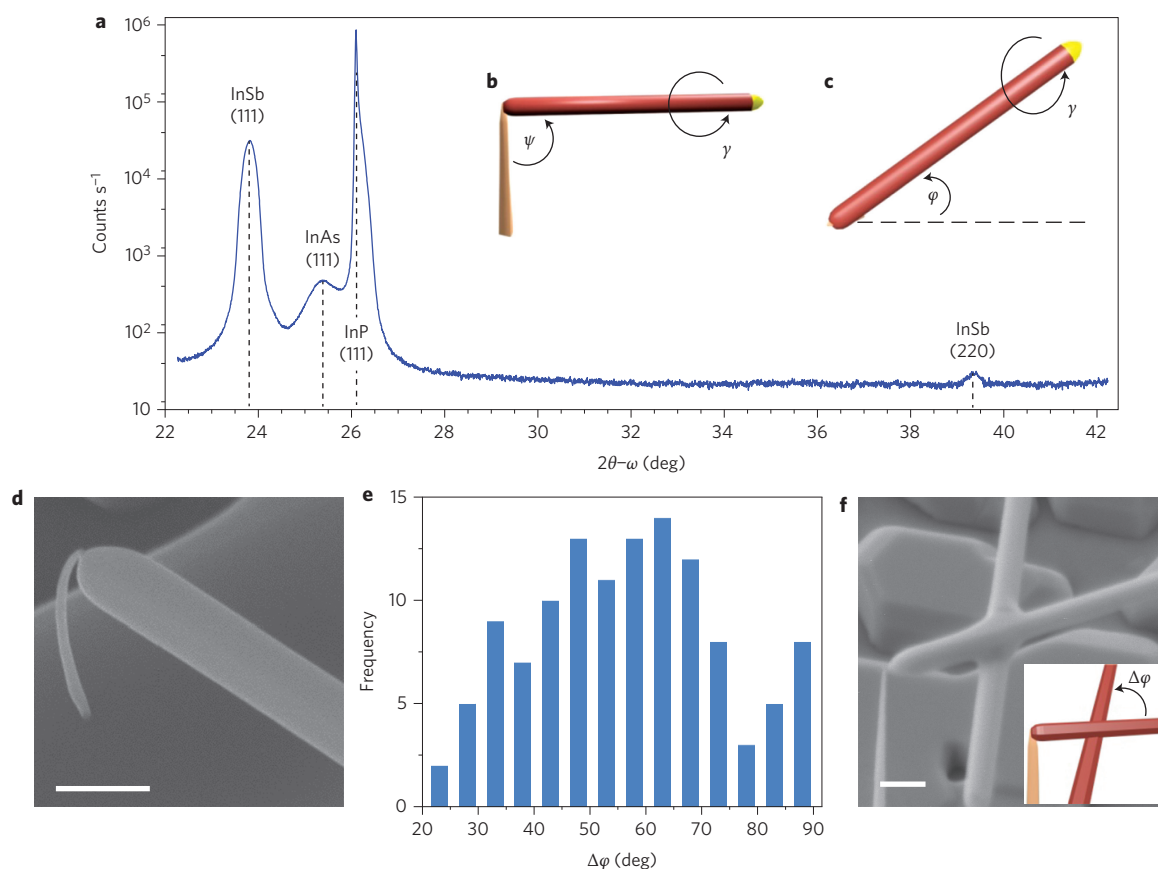 a
10⁶
10⁵
10⁴
10³
10²
10
Counts s⁻¹
InSb
(111)
InAs
(111)
InP
(111)
InSb
(220)
b
ψ
γ
c
γ
φ
22 24 26 28 30 32 34 36 38 40 42
2θ–ω (deg)
d
e
15
10
5
0
Frequency
20 30 40 50 60 70 80 90
Δφ (deg)
f
Δφ